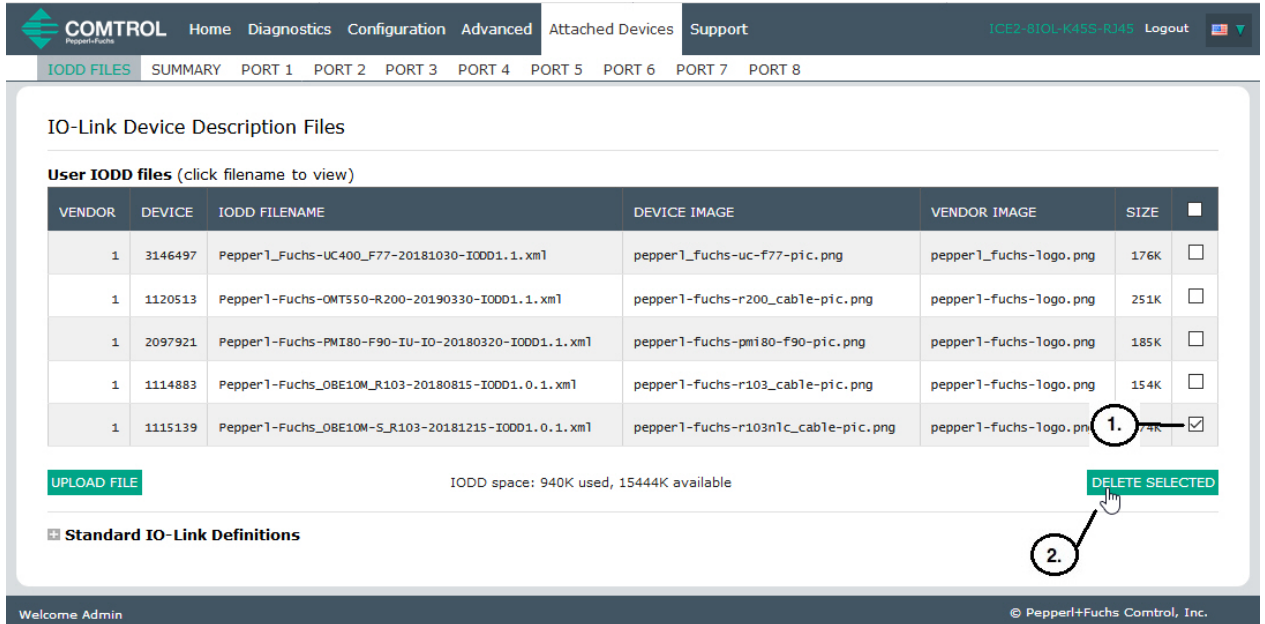 COMTROL Home Diagnostics Configuration Advanced Attached Devices Support ICE2-8IOL-K45S-RJ45 Logout
Pepperl+Fuchs
IODD FILES SUMMARY PORT 1 PORT 2 PORT 3 PORT 4 PORT 5 PORT 6 PORT 7 PORT 8
IO-Link Device Description Files
User IODD files (click filename to view)
VENDOR DEVICE IODD FILENAME DEVICE IMAGE VENDOR IMAGE SIZE
1 3146497 Pepperl_Fuchs-UC400_F77-20181030-IODD1.1.xml pepperl_fuchs-uc-f77-pic.png pepperl_fuchs-logo.png 176K
1 1120513 Pepperl-Fuchs-OMT550-R200-20190330-IODD1.1.xml pepperl-fuchs-r200_cable-pic.png pepperl-fuchs-logo.png 251K
1 2097921 Pepperl-Fuchs-PMI80-F90-IU-IO-20180320-IODD1.1.xml pepperl-fuchs-pmi80-f90-pic.png pepperl-fuchs-logo.png 185K
1 1114883 Pepperl-Fuchs_OBE10M_R103-20180815-IODD1.0.1.xml pepperl-fuchs-r103_cable-pic.png pepperl-fuchs-logo.png 154K
1 1115139 Pepperl-Fuchs_OBE10M-S_R103-20181215-IODD1.0.1.xml pepperl-fuchs-r103nlc_cable-pic.png 1.
UPLOAD FILE IODD space: 940K used, 15444K available DELETE SELECTED
Standard IO-Link Definitions
2.
Welcome Admin © Pepperl+Fuchs Comtrol, Inc.